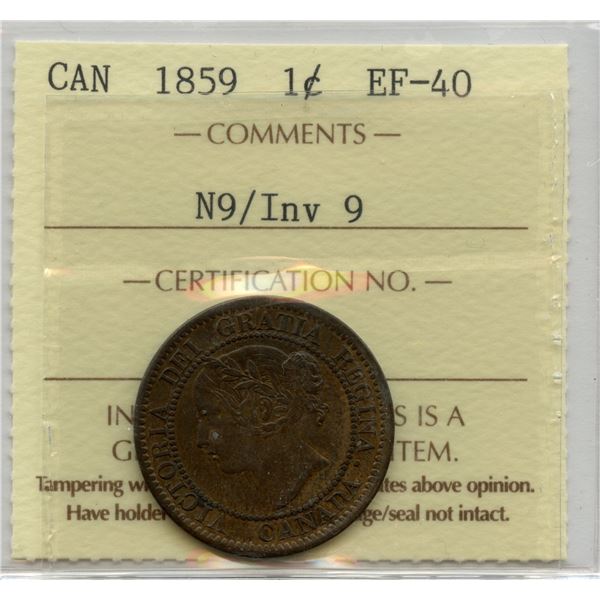 CAN 1859 1¢ EF-40
— COMMENTS —
N9/Inv 9
— CERTIFICATION NO. —
VICTORIA DEI GRATIA REGINA.
CANADA
IN S IS A
G TEM.
Tampering w ates above opinion.
Have holder ge/seal not intact.